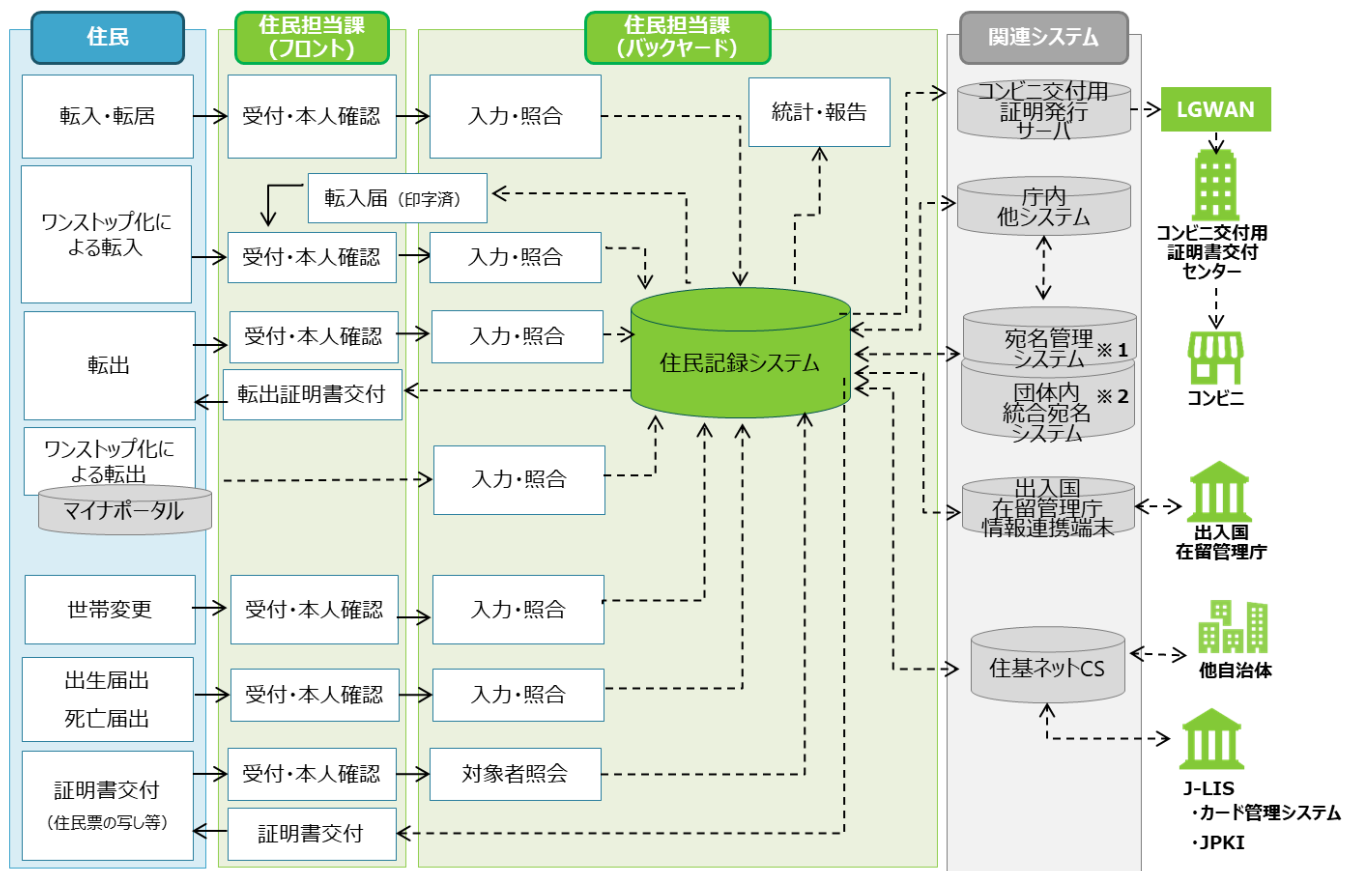 住民
住民担当課
（フロント）
住民担当課
（バックヤード）
関連システム
転入・転居
受付・本人確認
入力・照合
統計・報告
コンビニ交付用
証明発行
サーバ
LGWAN
ワンストップ化に
よる転入
転入届（印字済）
受付・本人確認
入力・照合
庁内
他システム
コンビニ交付用
証明書交付
センター
転出
受付・本人確認
入力・照合
転出証明書交付
住民記録システム
宛名管理
システム ※1
団体内 ※2
統合宛名
システム
コンビニ
ワンストップ化に
よる転出
マイナポータル
入力・照合
出入国
在留管理庁
情報連携端末
出入国
在留管理庁
世帯変更
受付・本人確認
入力・照合
住基ネットCS
他自治体
出生届出
死亡届出
受付・本人確認
入力・照合
証明書交付
（住民票の写し等）
受付・本人確認
対象者照会
証明書交付
J-LIS
・カード管理システム
・JPKI